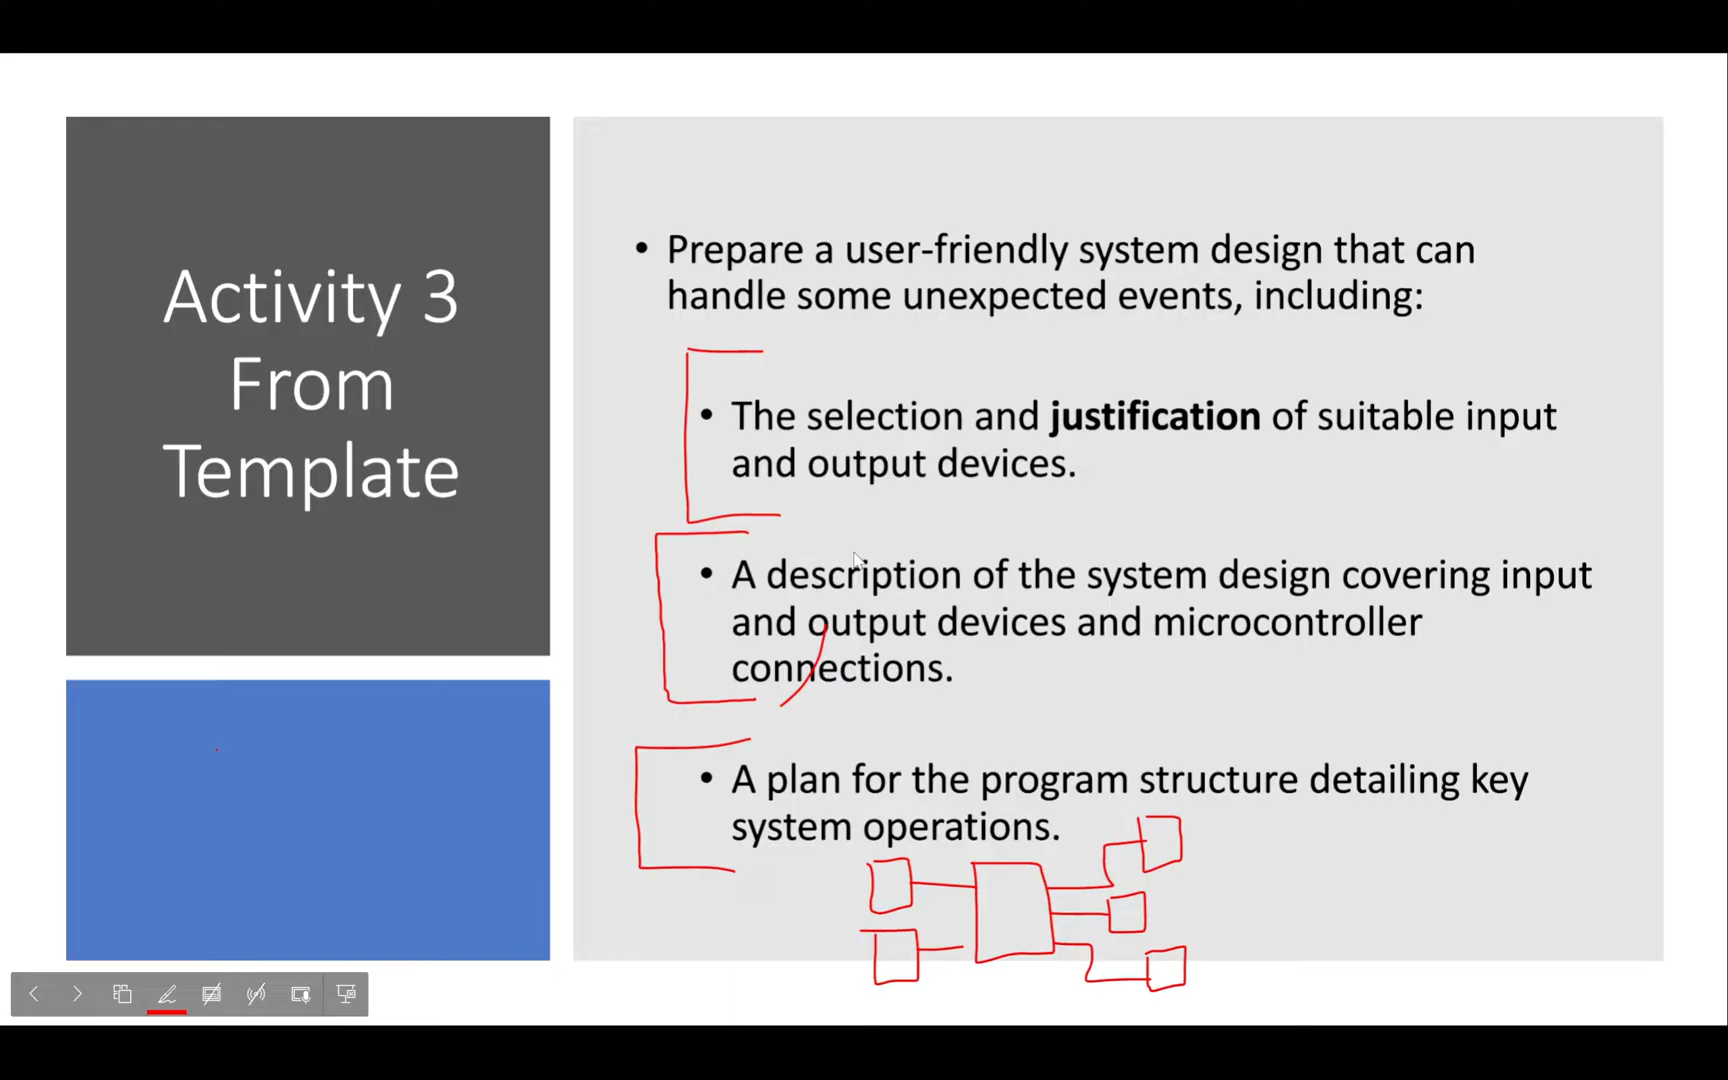 Activity 3
From
Template
• Prepare a user-friendly system design that can
handle some unexpected events, including:
• The selection and justification of suitable input
and output devices.
• A description of the system design covering input
and output devices and microcontroller
connections.
• A plan for the program structure detailing key
system operations.